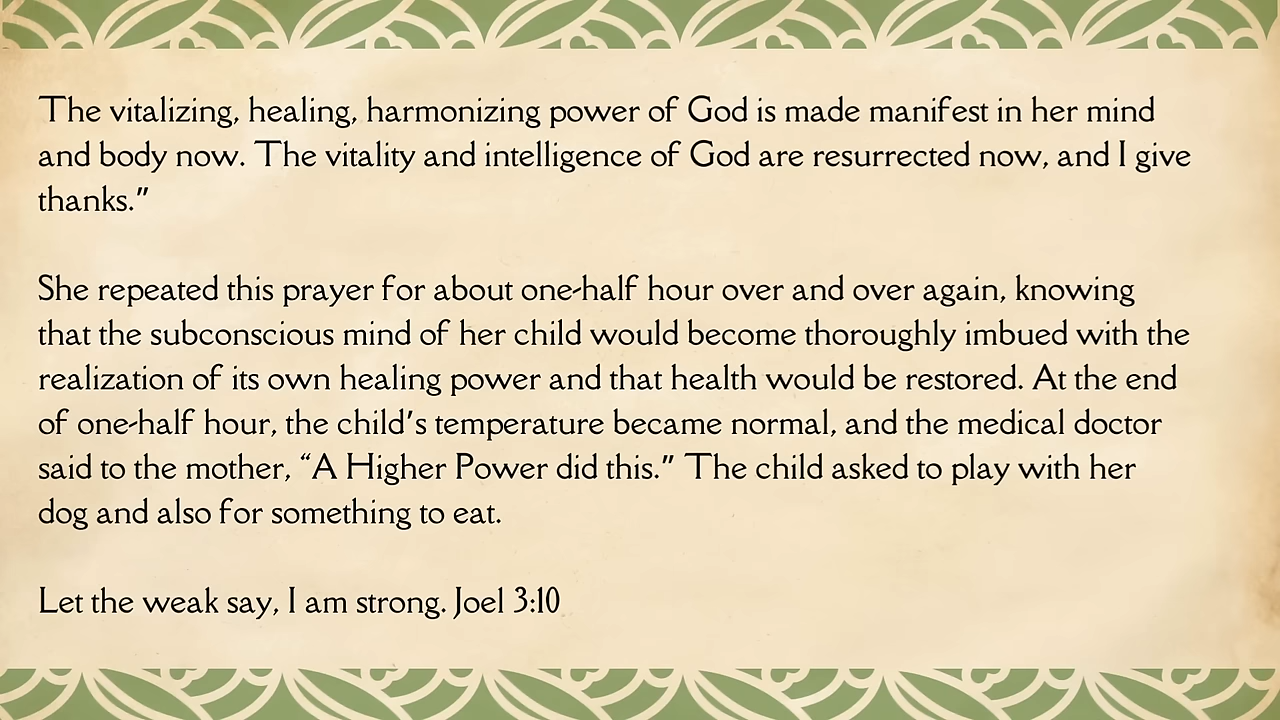 The vitalizing, healing, harmonizing power of God is made manifest in her mind
and body now. The vitality and intelligence of God are resurrected now, and I give
thanks."
She repeated this prayer for about one-half hour over and over again, knowing
that the subconscious mind of her child would become thoroughly imbued with the
realization of its own healing power and that health would be restored. At the end
of one-half hour, the child's temperature became normal, and the medical doctor
said to the mother, “A Higher Power did this." The child asked to play with her
dog and also for something to eat.
Let the weak say, I am strong. Joel 3:10